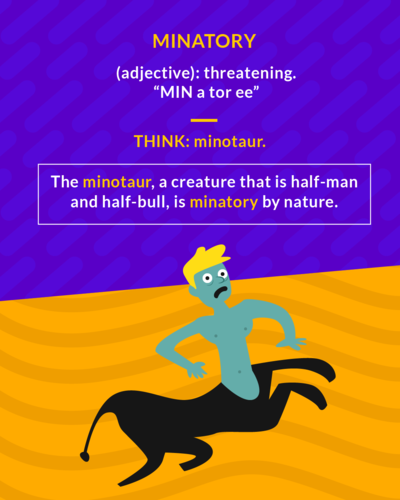 MINATORY
(adjective): threatening.
“MIN a tor ee”
THINK: minotaur.
The minotaur, a creature that is half-man
and half-bull, is minatory by nature.